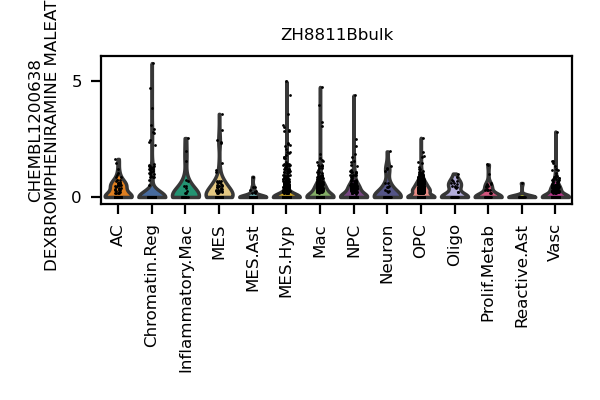 ZH8811Bbulk
CHEMBL1200638
DEXBROMPHENIRAMINE MALEAT
5
0
AC
Chromatin.Reg
Inflammatory.Mac
MES
MES.Ast
MES.Hyp
Mac
NPC
Neuron
OPC
Oligo
Prolif.Metab
Reactive.Ast
Vasc